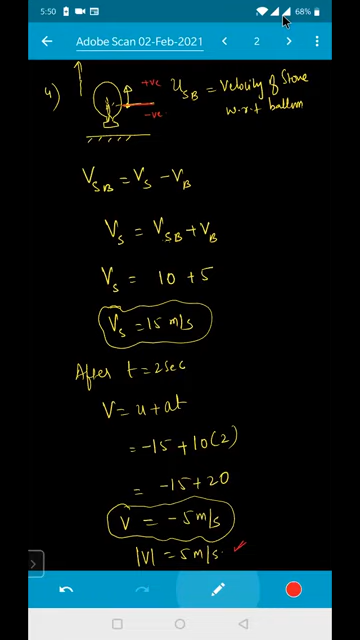 5:50
68%
Adobe Scan 02-Feb-2021
2
4)
+ve
-ve
u_SB = Velocity of Stone
w.r.t balloon
V_SB = V_S - V_B
V_S = V_SB + V_B
V_S = 10 + 5
V_S = 15 m/s
After t = 2sec
V = u + at
= -15 + 10(2)
= -15 + 20
V = -5 m/s
|V| = 5 m/s.